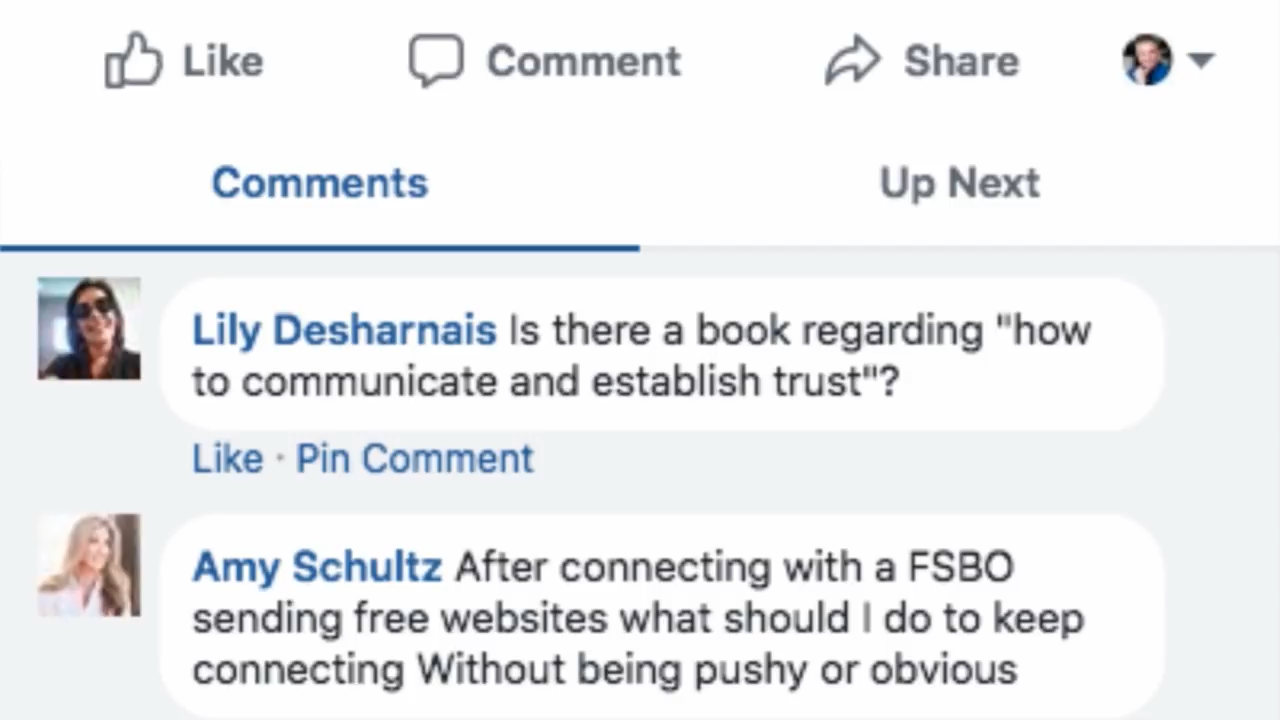 Like Comment Share
Comments Up Next
Lily Desharnais Is there a book regarding "how
to communicate and establish trust"?
Like · Pin Comment
Amy Schultz After connecting with a FSBO
sending free websites what should I do to keep
connecting Without being pushy or obvious